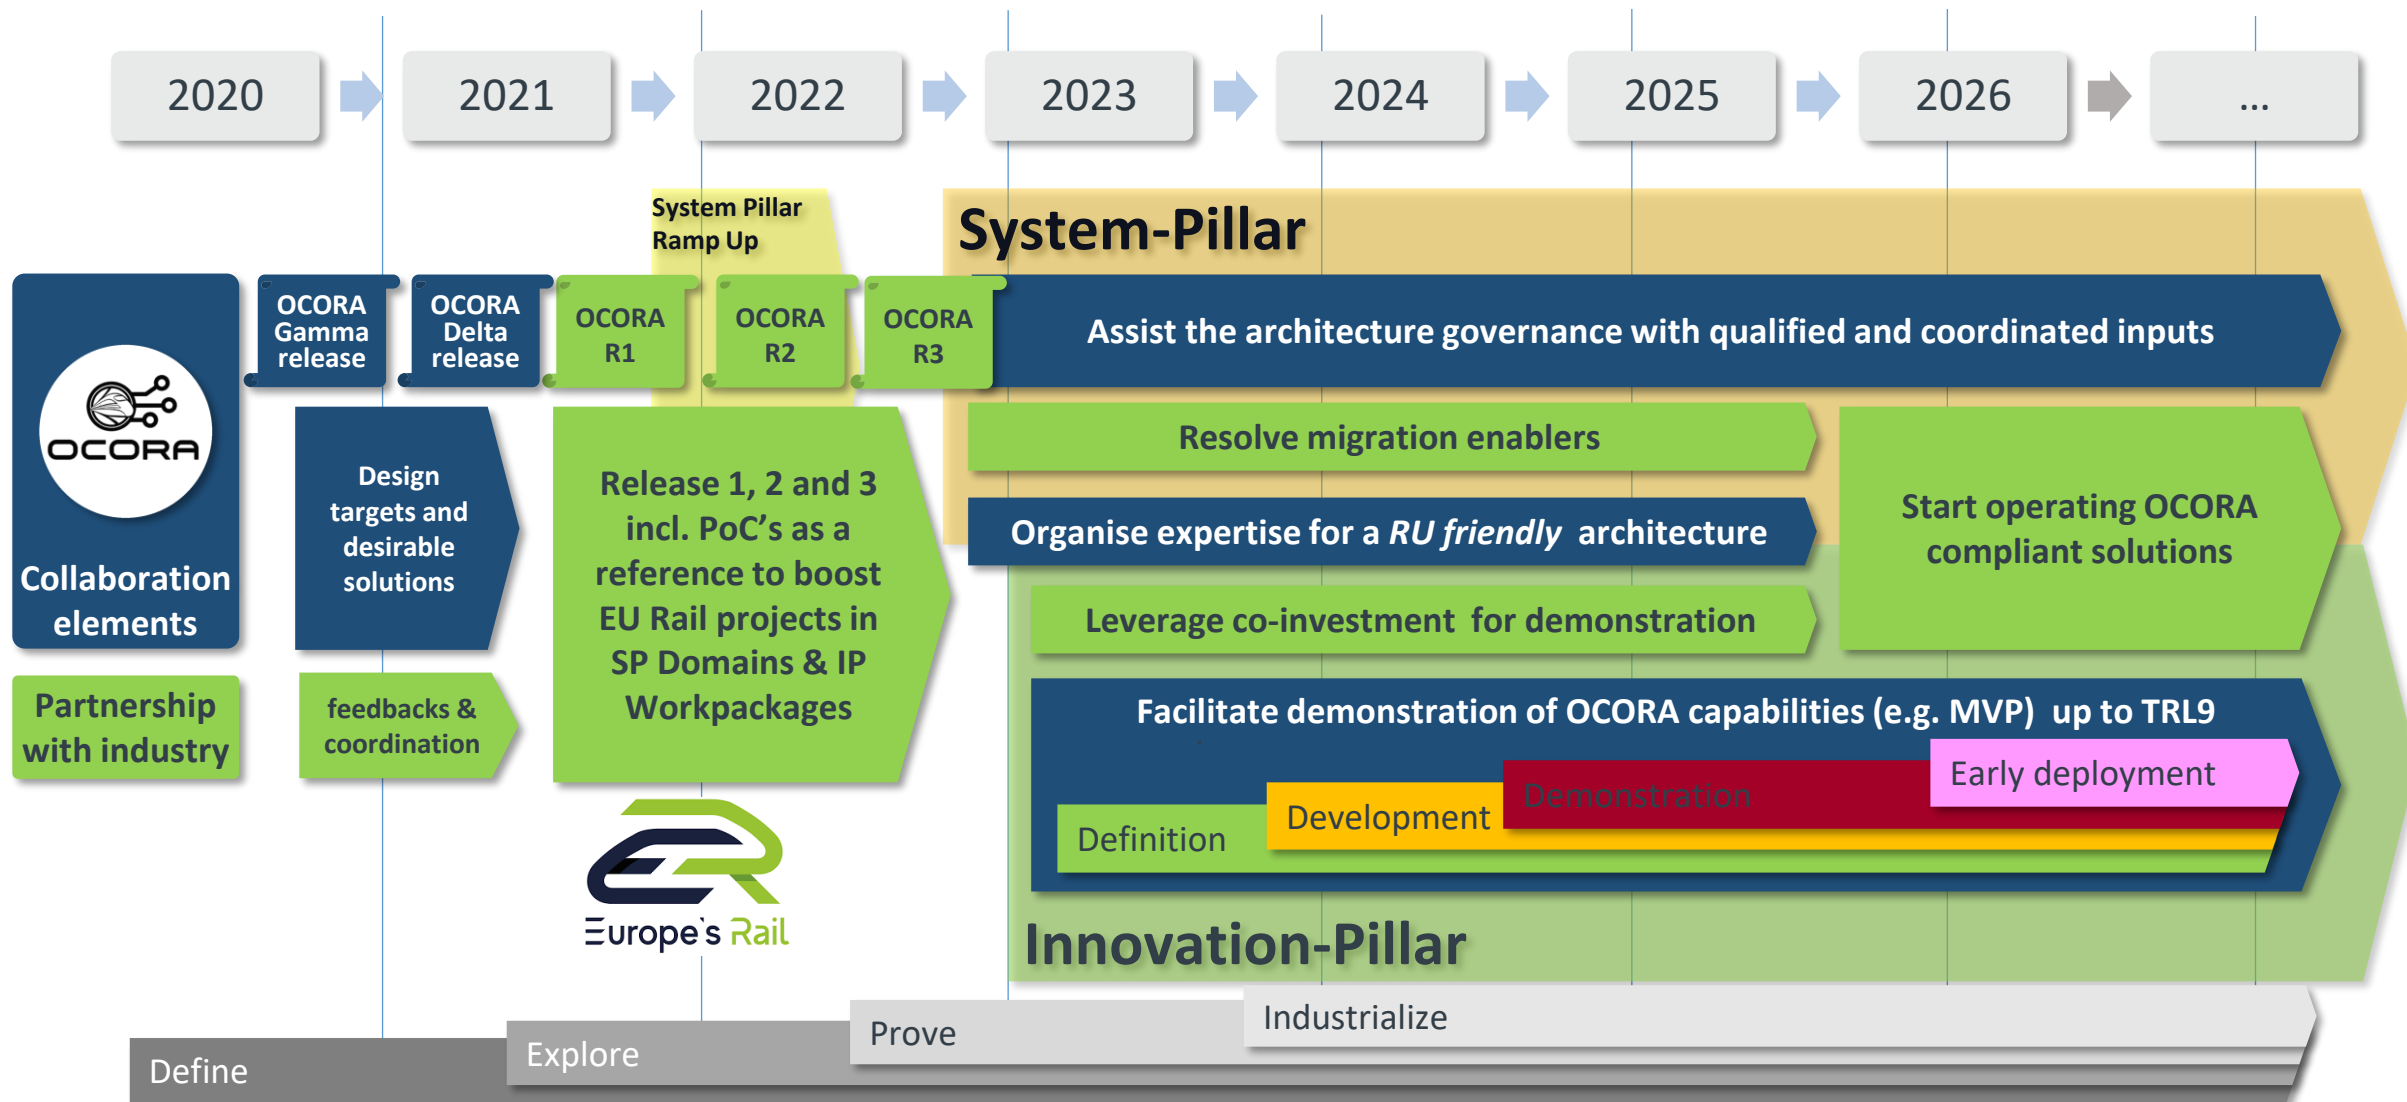 2020
2021
2022
2023
2024
2025
2026
...
System Pillar
Ramp Up
System-Pillar
OCORA
Gamma
release
OCORA
Delta
release
OCORA
R1
OCORA
R2
OCORA
R3
Assist the architecture governance with qualified and coordinated inputs
OCORA
Collaboration
elements
Design
targets and
desirable
solutions
Release 1, 2 and 3
incl. PoC's as a
reference to boost
EU Rail projects in
SP Domains & IP
Workpackages
Resolve migration enablers
Organise expertise for a RU friendly architecture
Leverage co-investment for demonstration
Start operating OCORA
compliant solutions
Partnership
with industry
feedbacks &
coordination
Facilitate demonstration of OCORA capabilities (e.g. MVP) up to TRL9
Definition
Development
Demonstration
Early deployment
Europe's Rail
Innovation-Pillar
Define
Explore
Prove
Industrialize